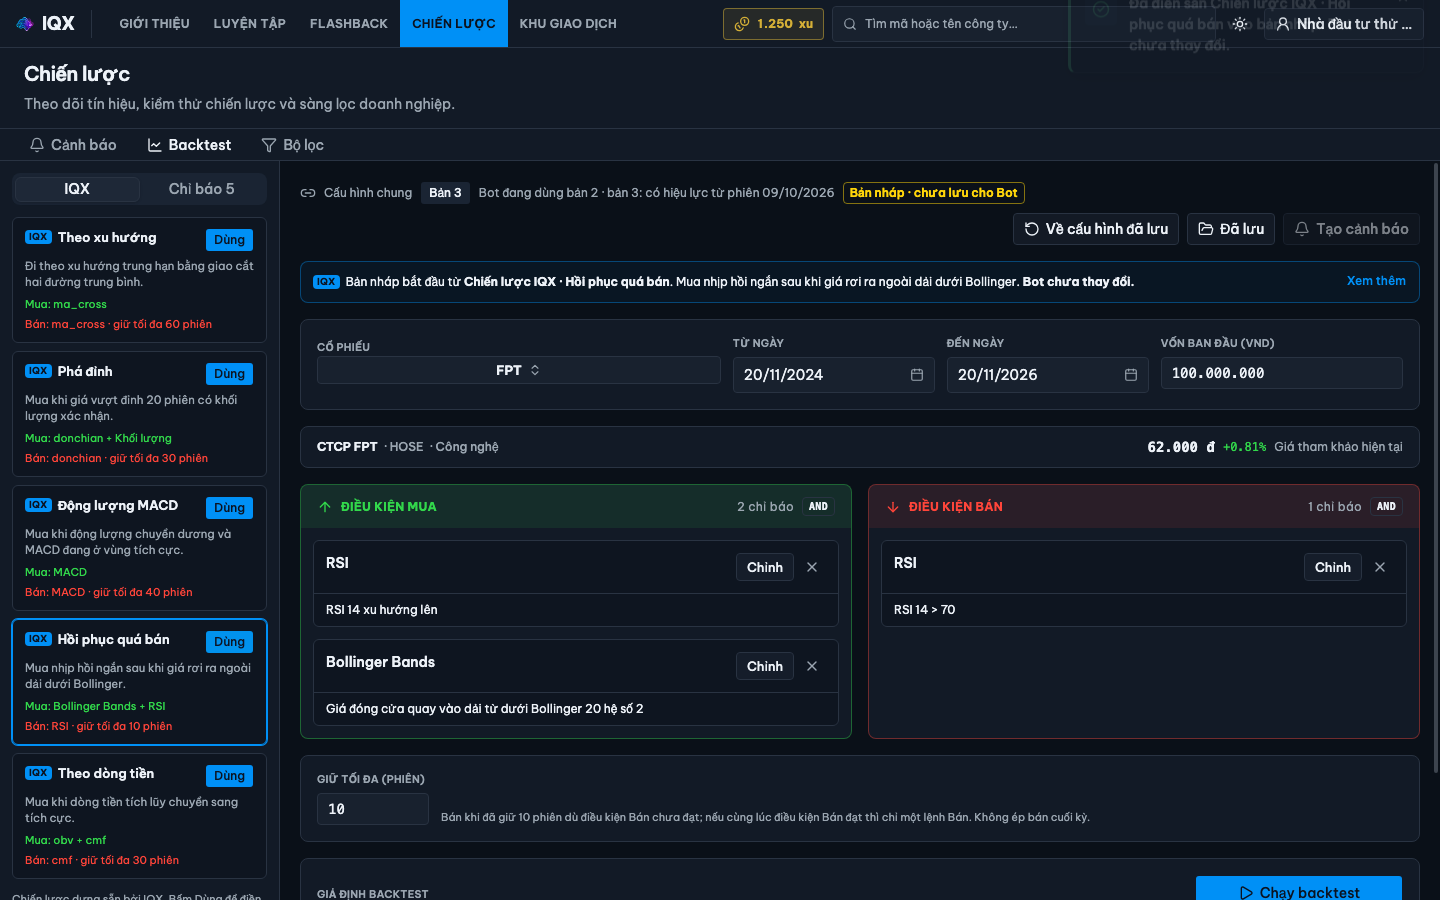 IQX
GIỚI THIỆU
LUYỆN TẬP
FLASHBACK
CHIẾN LƯỢC
KHU GIAO DỊCH
1.250 xu
Tìm mã hoặc tên công ty...
Nhà đầu tư thử ...
Chiến lược
Theo dõi tín hiệu, kiểm thử chiến lược và sàng lọc doanh nghiệp.
Cảnh báo
Backtest
Bộ lọc
IQX
Chỉ báo 5
IQX Theo xu hướng
Dùng
Đi theo xu hướng trung hạn bằng giao cắt
hai đường trung bình.
Mua: ma_cross
Bán: ma_cross · giữ tối đa 60 phiên
IQX Phá đỉnh
Dùng
Mua khi giá vượt đỉnh 20 phiên có khối
lượng xác nhận.
Mua: donchian + Khối lượng
Bán: donchian · giữ tối đa 30 phiên
IQX Động lượng MACD
Dùng
Mua khi động lượng chuyển dương và
MACD đang ở vùng tích cực.
Mua: MACD
Bán: MACD · giữ tối đa 40 phiên
IQX Hồi phục quá bán
Dùng
Mua nhịp hồi ngắn sau khi giá rơi ra ngoài
dải dưới Bollinger.
Mua: Bollinger Bands + RSI
Bán: RSI · giữ tối đa 10 phiên
IQX Theo dòng tiền
Dùng
Mua khi dòng tiền tích lũy chuyển sang
tích cực.
Mua: obv + cmf
Bán: cmf · giữ tối đa 30 phiên
Chiến lược dựng sẵn bởi IQX. Bấm Dùng để điền
Cấu hình chung
Bản 3
Bot đang dùng bản 2 · bản 3: có hiệu lực từ phiên 09/10/2026
Bản nháp · chưa lưu cho Bot
Về cấu hình đã lưu
Đã lưu
Tạo cảnh báo
IQX Bản nháp bắt đầu từ Chiến lược IQX · Hồi phục quá bán. Mua nhịp hồi ngắn sau khi giá rơi ra ngoài dải dưới Bollinger. Bot chưa thay đổi.
Xem thêm
CỔ PHIẾU
FPT
TỪ NGÀY
20/11/2024
ĐẾN NGÀY
20/11/2026
VỐN BAN ĐẦU (VND)
100.000.000
CTCP FPT · HOSE · Công nghệ
62.000 đ +0.81% Giá tham khảo hiện tại
ĐIỀU KIỆN MUA
2 chỉ báo AND
RSI
Chỉnh
RSI 14 xu hướng lên
Bollinger Bands
Chỉnh
Giá đóng cửa quay vào dải từ dưới Bollinger 20 hệ số 2
ĐIỀU KIỆN BÁN
1 chỉ báo AND
RSI
Chỉnh
RSI 14 > 70
GIỮ TỐI ĐA (PHIÊN)
10
Bán khi đã giữ 10 phiên dù điều kiện Bán chưa đạt; nếu cùng lúc điều kiện Bán đạt thì chỉ một lệnh Bán. Không ép bán cuối kỳ.
GIẢ ĐỊNH BACKTEST
Chạy backtest